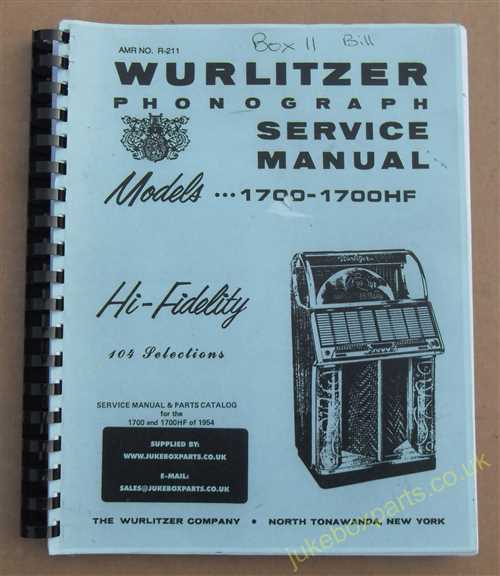 AMR NO. R-211
Box 11 Bill
WURLITZER
PHONOGRAPH
SERVICE
MANUAL
Models ... 1700-1700HF
Hi-Fidelity
104 Selections
Wurlitzer
SERVICE MANUAL & PARTS CATALOG
for the
1700 and 1700HF of 1954
SUPPLIED BY:
WWW.JUKEBOXPARTS.CO.UK
E-MAIL:
SALES@JUKEBOXPARTS.CO.UK
THE WURLITZER COMPANY • NORTH TONAWANDA, NEW YORK
jukeboxparts.co.uk